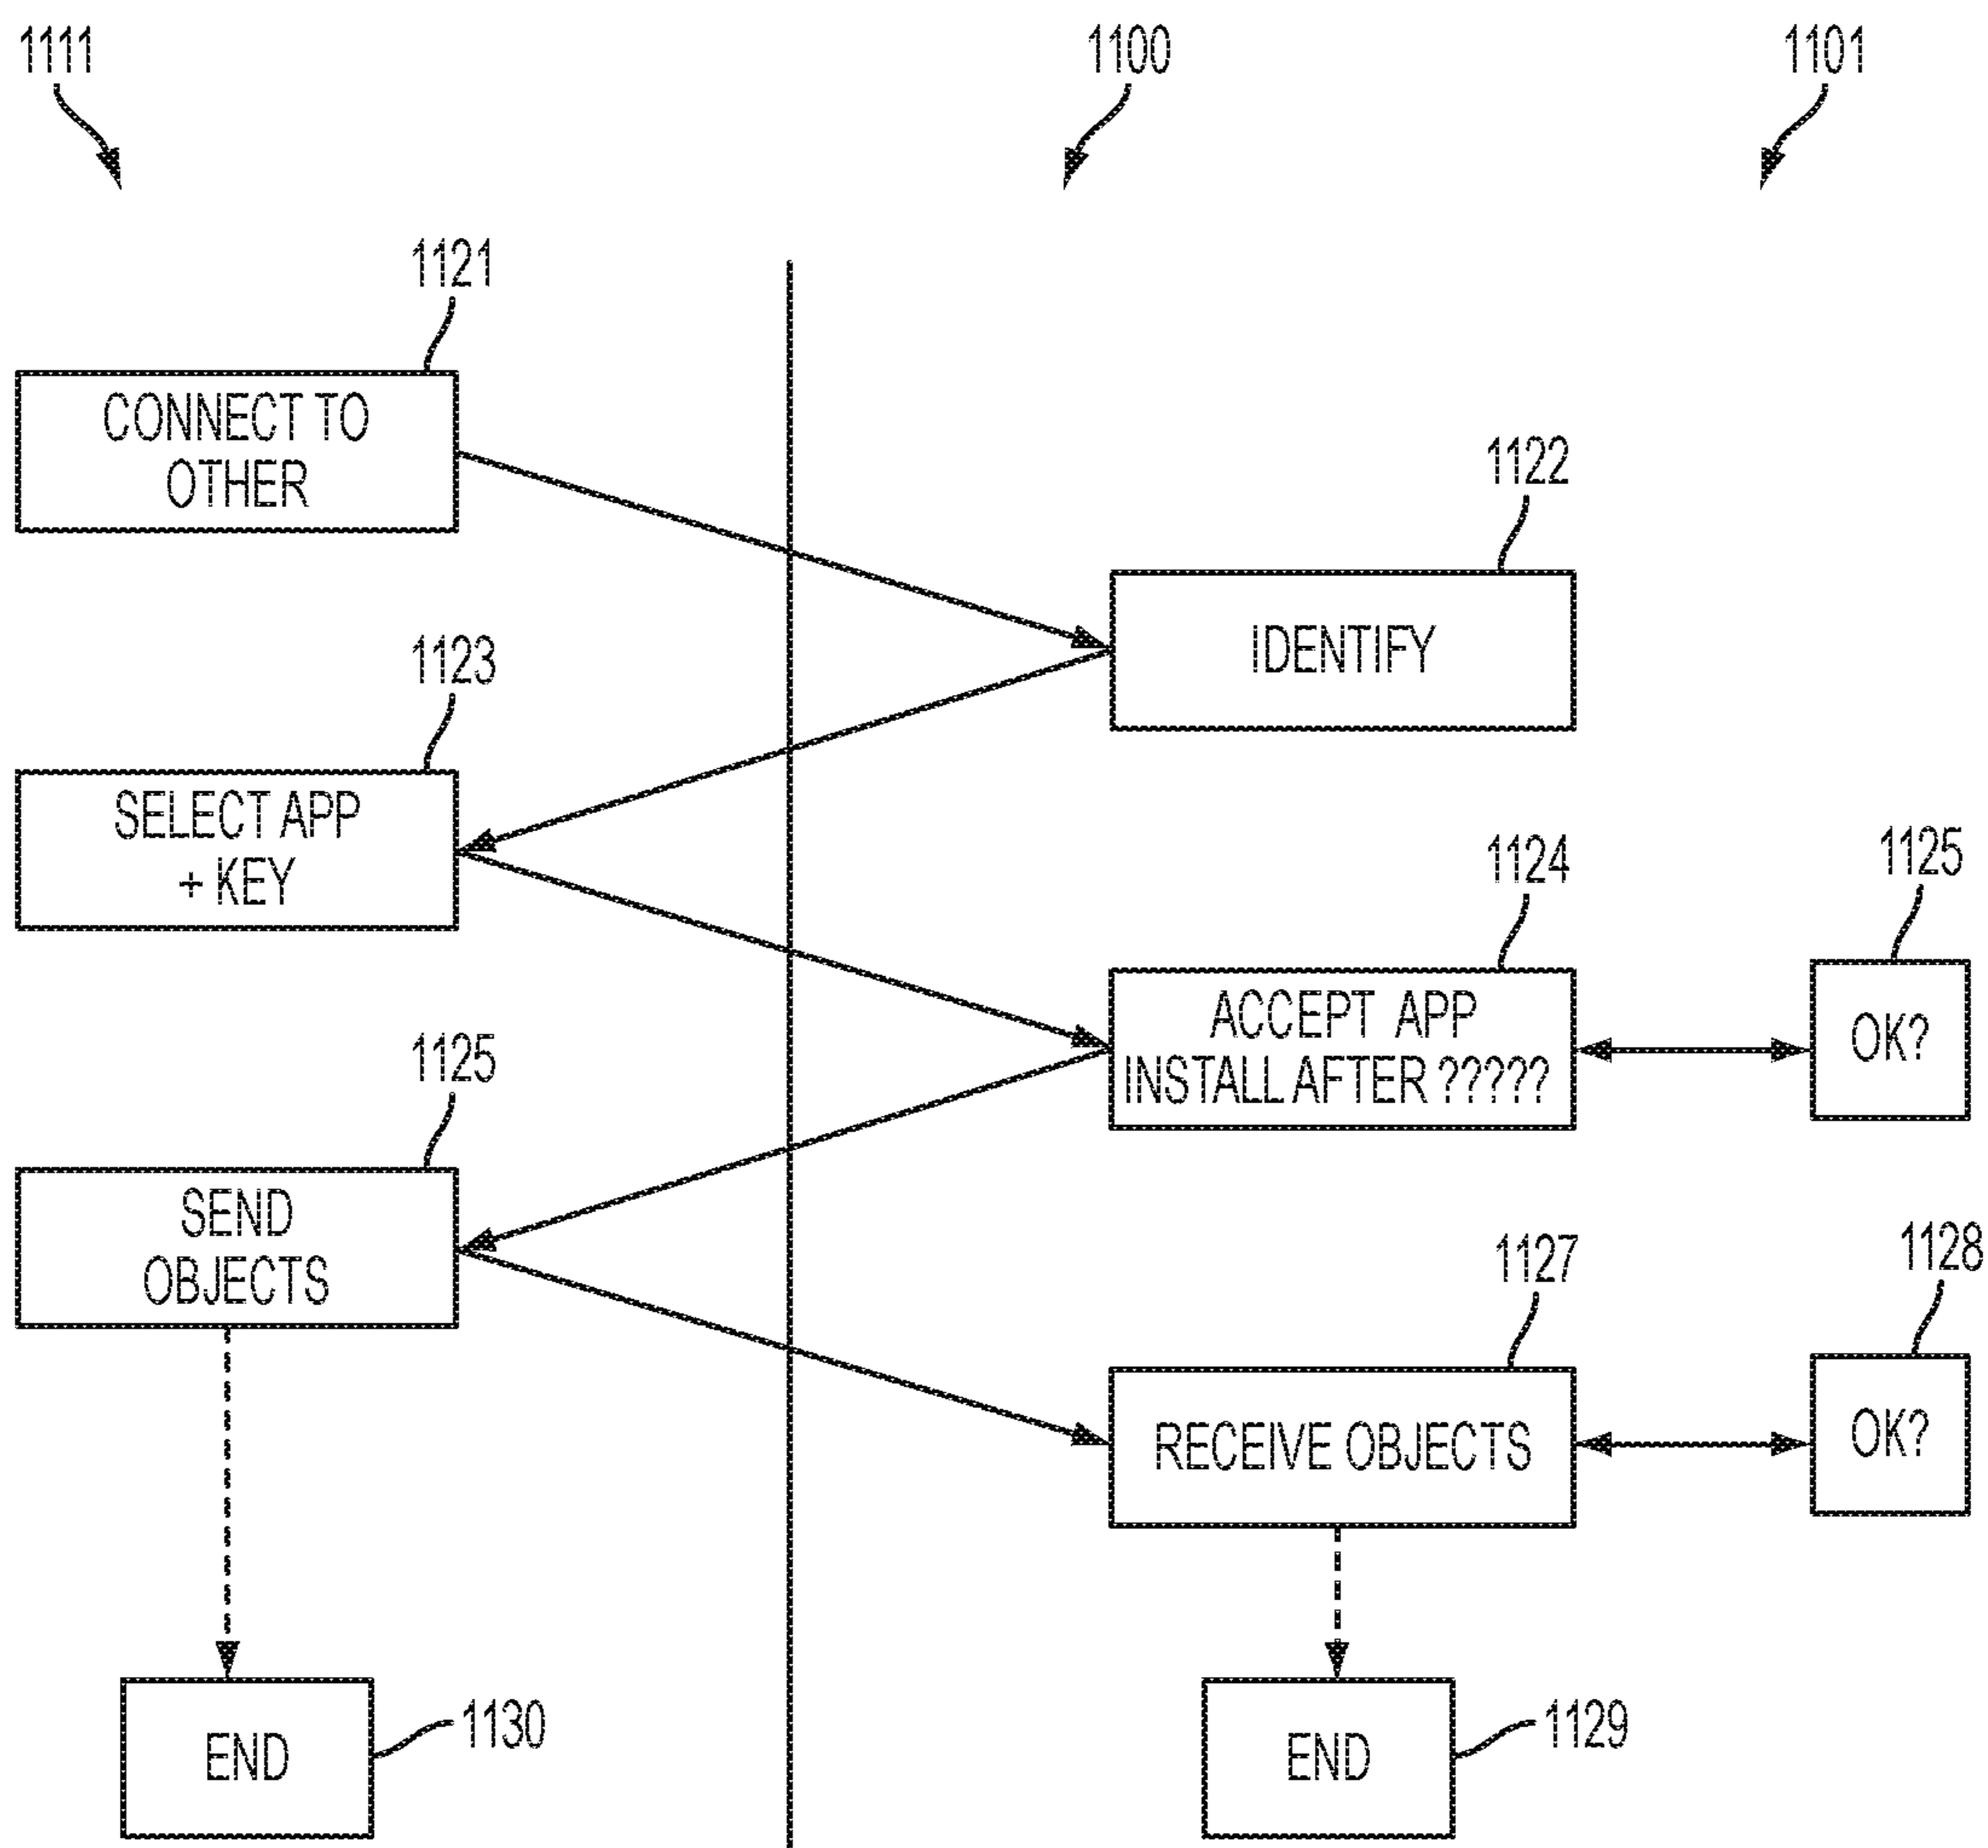 1111
1100
1101
1121
CONNECT TO
OTHER
1122
IDENTIFY
1123
SELECT APP
+ KEY
1124
ACCEPT APP
INSTALL AFTER ?????
1125
OK?
1125
SEND
OBJECTS
1127
RECEIVE OBJECTS
1128
OK?
END
1130
END
1129